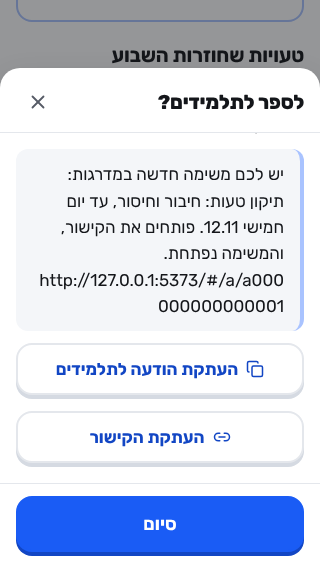 טעויות שחוזרות השבוע
לספר לתלמידים?
יש לכם משימה חדשה במדרגות:
תיקון טעות: חיבור וחיסור, עד יום
חמישי 12.11. פותחים את הקישור,
והמשימה נפתחת.
http://127.0.0.1:5373/#/a/a000
000000000001
העתקת הודעה לתלמידים
העתקת הקישור
סיום